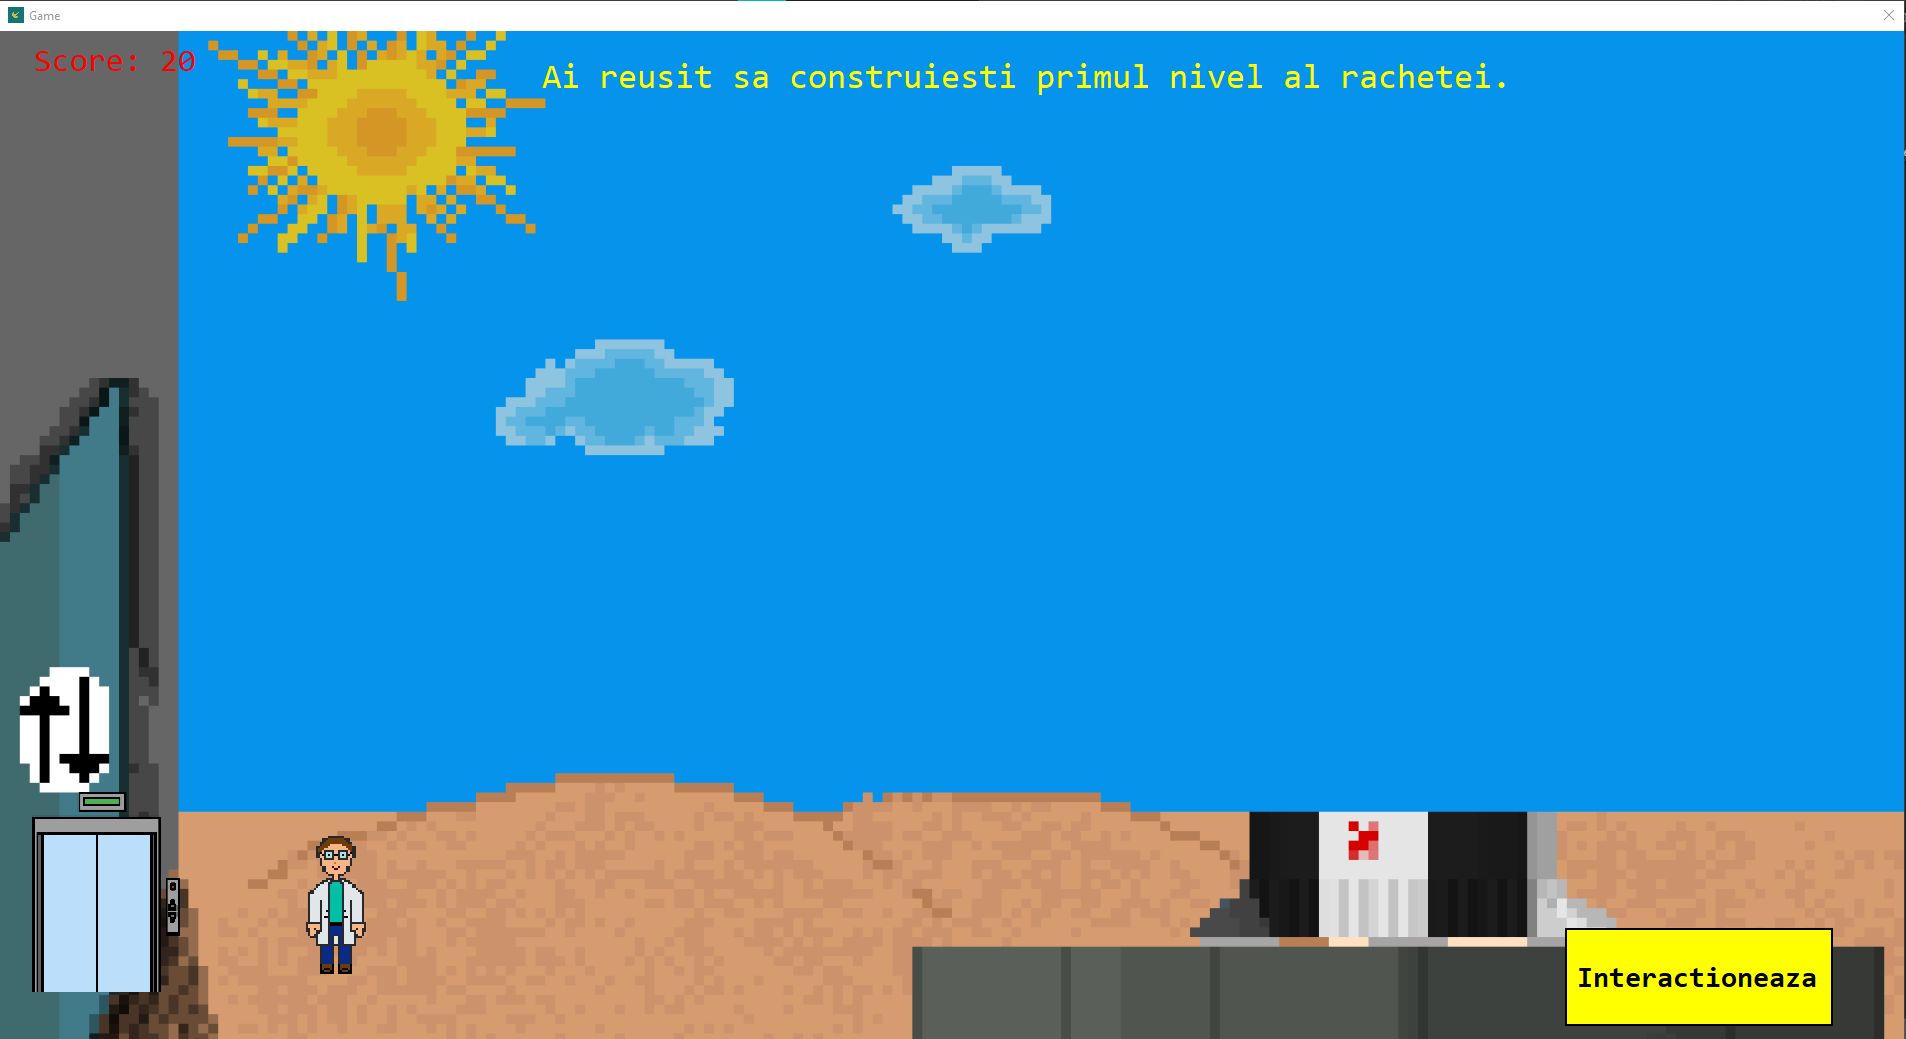 Game
Score: 20
Ai reusit sa construiesti primul nivel al rachetei.
Interactioneaza